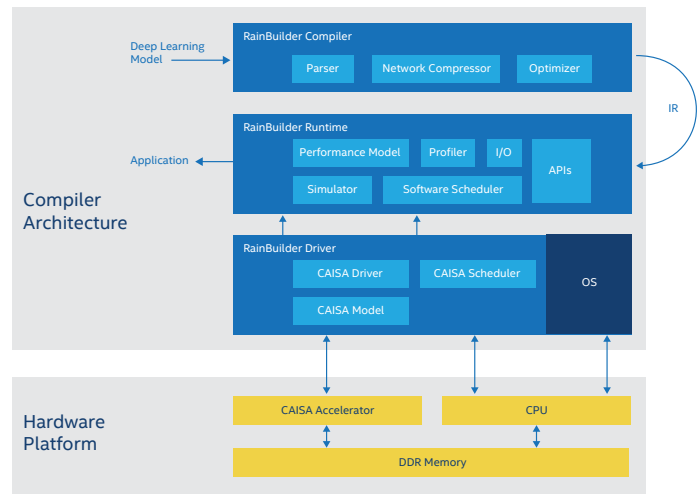 RainBuilder Compiler
Deep Learning
Model
Parser
Network Compressor
Optimizer
IR
RainBuilder Runtime
Performance Model
Profiler
I/O
APIs
Application
Simulator
Software Scheduler
Compiler
Architecture
RainBuilder Driver
CAISA Driver
CAISA Scheduler
OS
CAISA Model
Hardware
Platform
CAISA Accelerator
CPU
DDR Memory